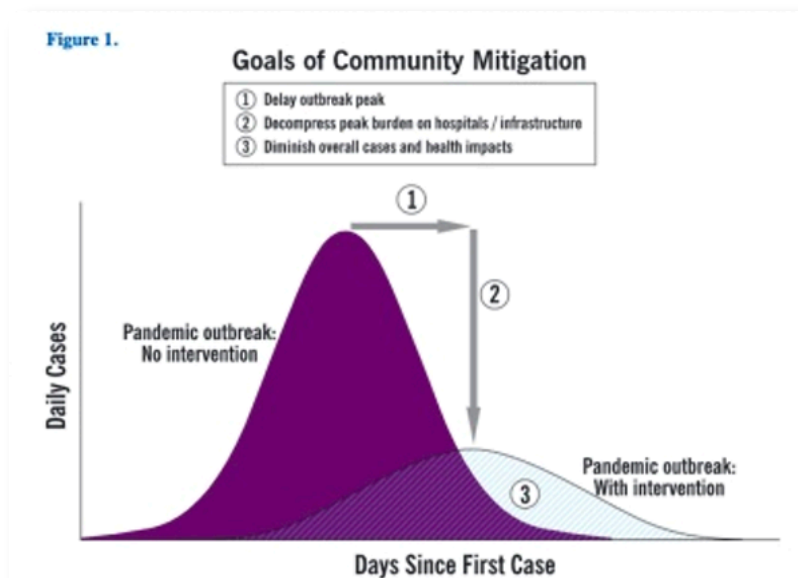 Figure 1.
Goals of Community Mitigation
1 Delay outbreak peak
2 Decompress peak burden on hospitals / infrastructure
3 Diminish overall cases and health impacts
1
2
Pandemic outbreak:
No intervention
Daily Cases
Pandemic outbreak:
With intervention
3
Days Since First Case